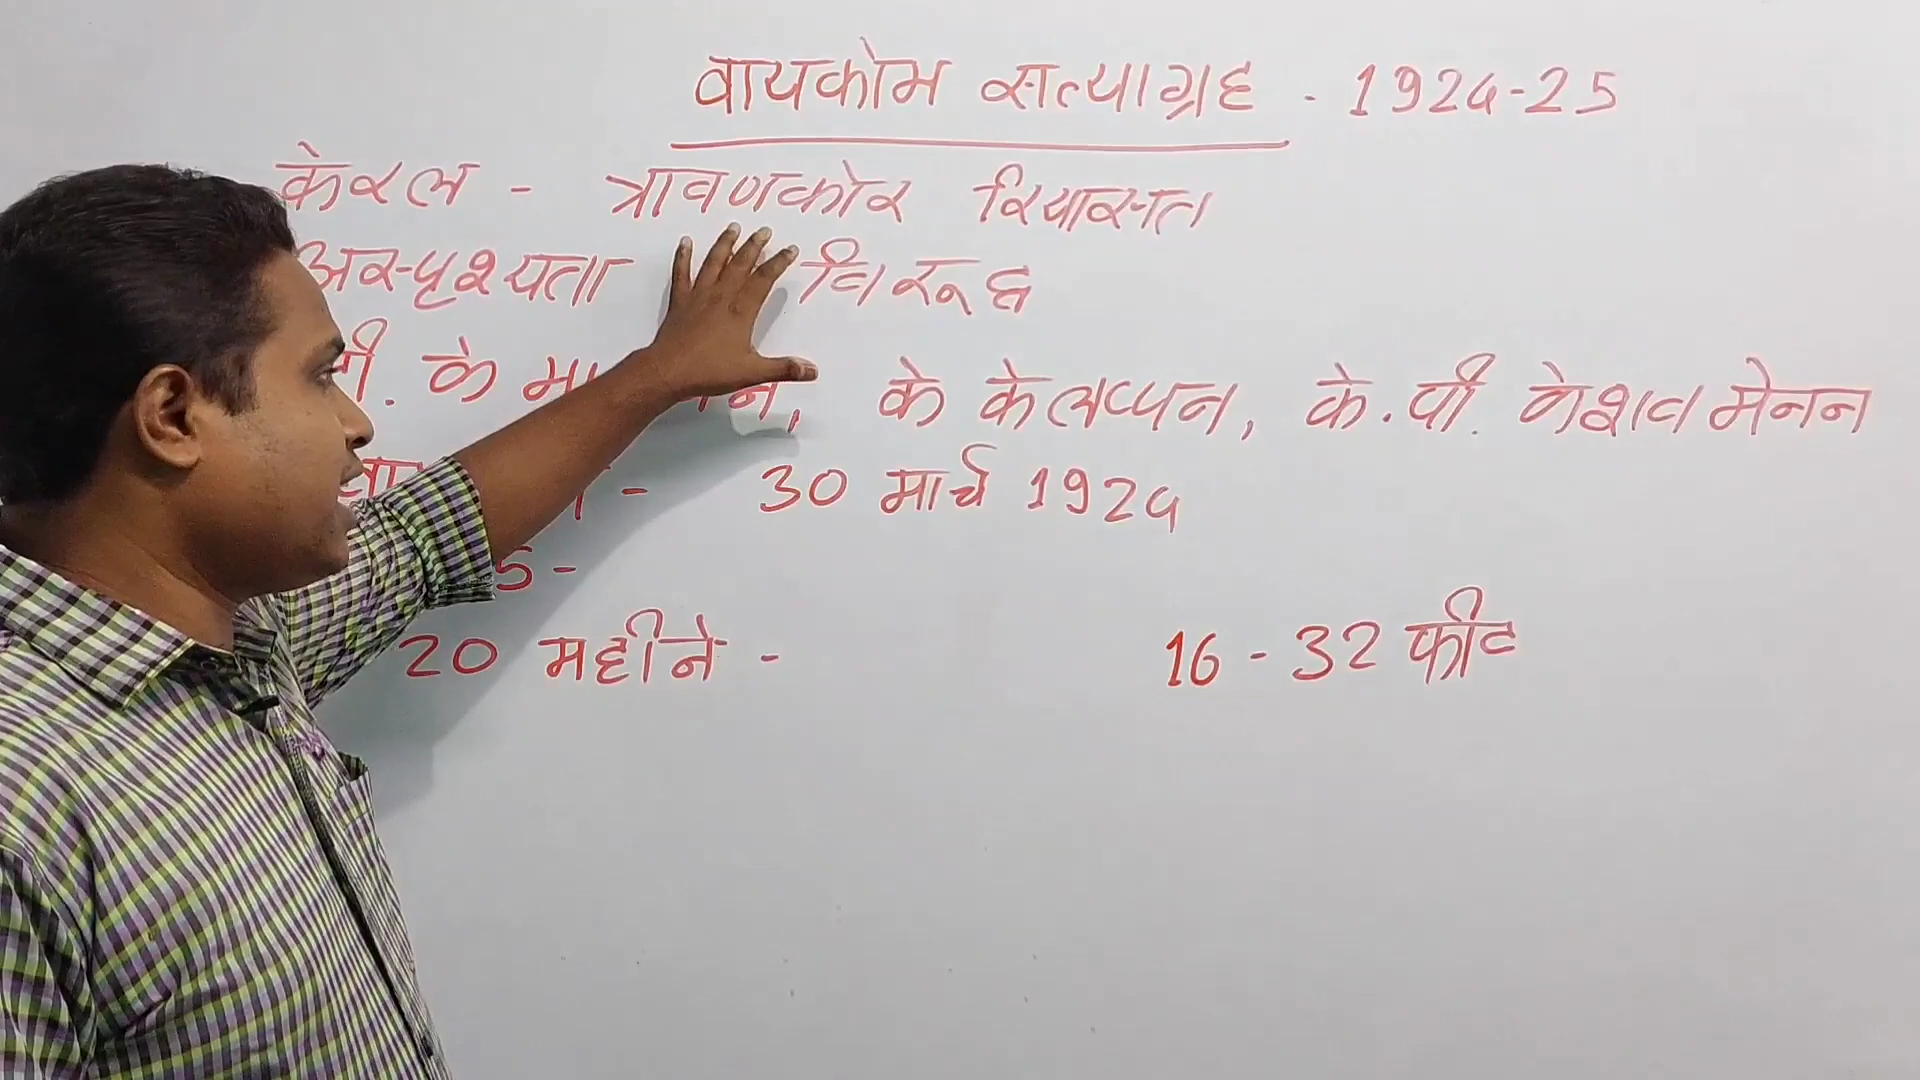 वायकोम सत्याग्रह - 1924-25
केरल - त्रावणकोर रियासत
अस्पृश्यता विरूद्ध
के के केलप्पन, के. पी. केशव मेनन
- 30 मार्च 1924
5 -
20 महीने - 16 - 32 फीट